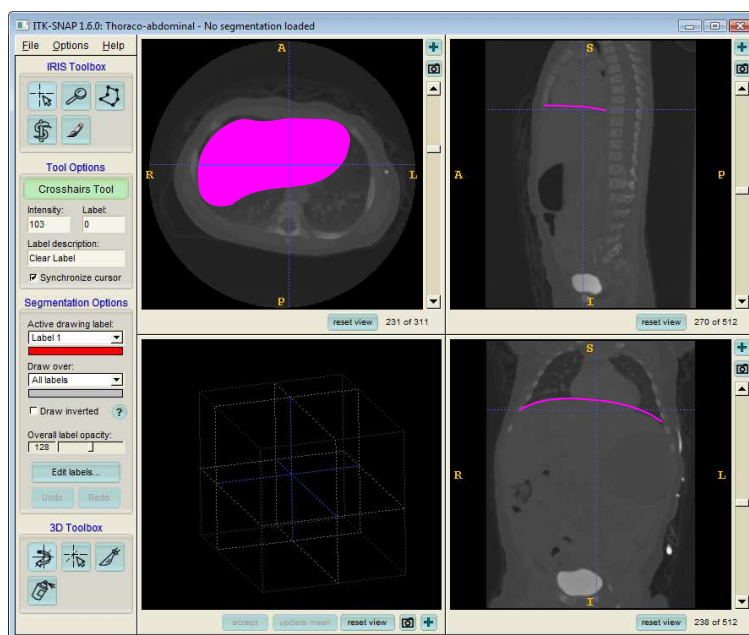 ITK-SNAP 1.6.0: Thoraco-abdominal - No segmentation loaded
File Options Help
IRIS Toolbox
Tool Options
Crosshairs Tool
Intensity: Label:
103 0
Label description:
Clear Label
Synchronize cursor
Segmentation Options
Active drawing label:
Label 1
Draw over:
All labels
Draw inverted ?
Overall label opacity:
128
Edit labels...
Undo Redo
3D Toolbox
A
R
L
P
reset view 231 of 311
S
A
P
I
reset view 270 of 512
accept update mesh reset view
S
R
L
I
reset view 238 of 512